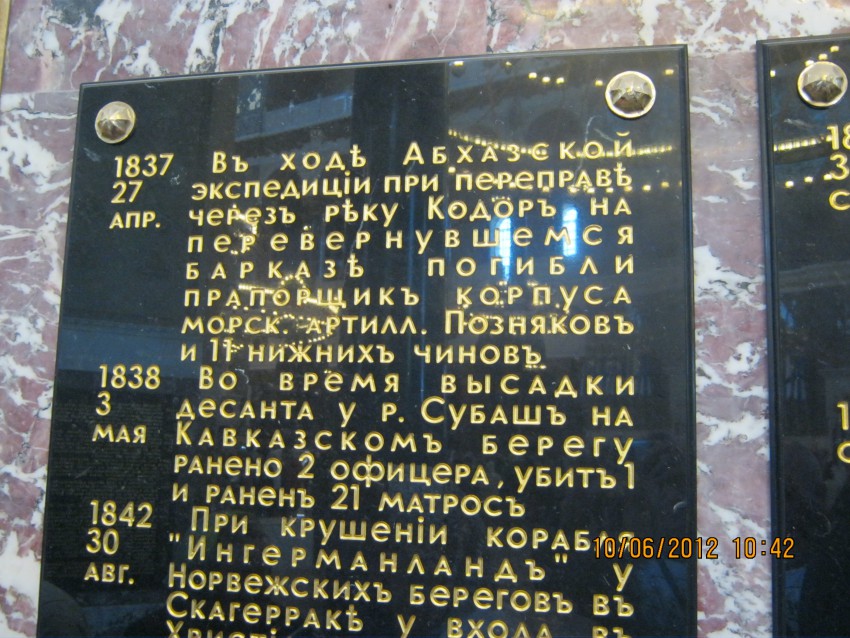 1837 Въ ходѣ Абхазской
27 экспедиціи при переправѣ
апр. черезъ рѣку Кодоръ на
перевернувшемся
барказѣ погибли
прапорщикъ корпуса
морск. артилл. Позняковъ
и 11 нижнихъ чиновъ
1838 Во время высадки
3 десанта у р. Субашъ на
мая Кавказскомъ берегу
ранено 2 офицера, убитъ 1
и раненъ 21 матросъ
1842 При крушеніи корабля
30 "Ингерманландъ" у
авг. Норвежскихъ береговъ въ
Скагерракѣ у входа въ
10/06/2012 10:42